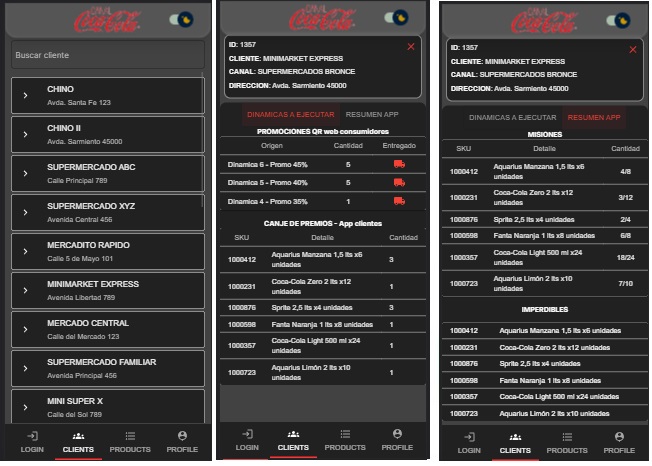 CANAL
Coca-Cola
Buscar cliente
CHINO
Avda. Santa Fe 123
CHINO II
Avda. Sarmiento 45000
SUPERMERCADO ABC
Calle Principal 789
SUPERMERCADO XYZ
Avenida Central 456
MERCADITO RAPIDO
Calle 5 de Mayo 101
MINIMARKET EXPRESS
Avenida Libertad 789
MERCADO CENTRAL
Calle del Mercado 123
SUPERMERCADO FAMILIAR
Avenida Principal 456
MINI SUPER X
Calle del Sol 789
LOGIN CLIENTS PRODUCTS PROFILE
CANAL
Coca-Cola
ID: 1357
CLIENTE: MINIMARKET EXPRESS
CANAL: SUPERMERCADOS BRONCE
DIRECCION: Avda. Sarmiento 45000
DINAMICAS A EJECUTAR RESUMEN APP
PROMOCIONES QR web consumidores
Origen Cantidad Entregado
Dinamica 6 - Promo 45% 5
Dinamica 5 - Promo 40% 5
Dinamica 4 - Promo 35% 1
CANJE DE PREMIOS - App clientes
SKU Detalle Cantidad
1000412 Aquarius Manzana 1,5 lts x6 unidades 3
1000231 Coca-Cola Zero 2 lts x12 unidades 1
1000876 Sprite 2,5 lts x4 unidades 3
1000598 Fanta Naranja 1 lts x8 unidades 1
1000357 Coca-Cola Light 500 ml x24 unidades 1
1000723 Aquarius Limón 2 lts x10 unidades 1
LOGIN CLIENTS PRODUCTS PROFILE
CANAL
Coca-Cola
ID: 1357
CLIENTE: MINIMARKET EXPRESS
CANAL: SUPERMERCADOS BRONCE
DIRECCION: Avda. Sarmiento 45000
DINAMICAS A EJECUTAR RESUMEN APP
MISIONES
SKU Detalle Cantidad
1000412 Aquarius Manzana 1,5 lts x6 unidades 4/8
1000231 Coca-Cola Zero 2 lts x12 unidades 3/12
1000876 Sprite 2,5 lts x4 unidades 2/4
1000598 Fanta Naranja 1 lts x8 unidades 6/8
1000357 Coca-Cola Light 500 ml x24 unidades 18/24
1000723 Aquarius Limón 2 lts x10 unidades 7/10
IMPERDIBLES
1000412 Aquarius Manzana 1,5 lts x6 unidades
1000231 Coca-Cola Zero 2 lts x12 unidades
1000876 Sprite 2,5 lts x4 unidades
1000598 Fanta Naranja 1 lts x8 unidades
1000357 Coca-Cola Light 500 ml x24 unidades
1000723 Aquarius Limón 2 lts x10 unidades
LOGIN CLIENTS PRODUCTS PROFILE